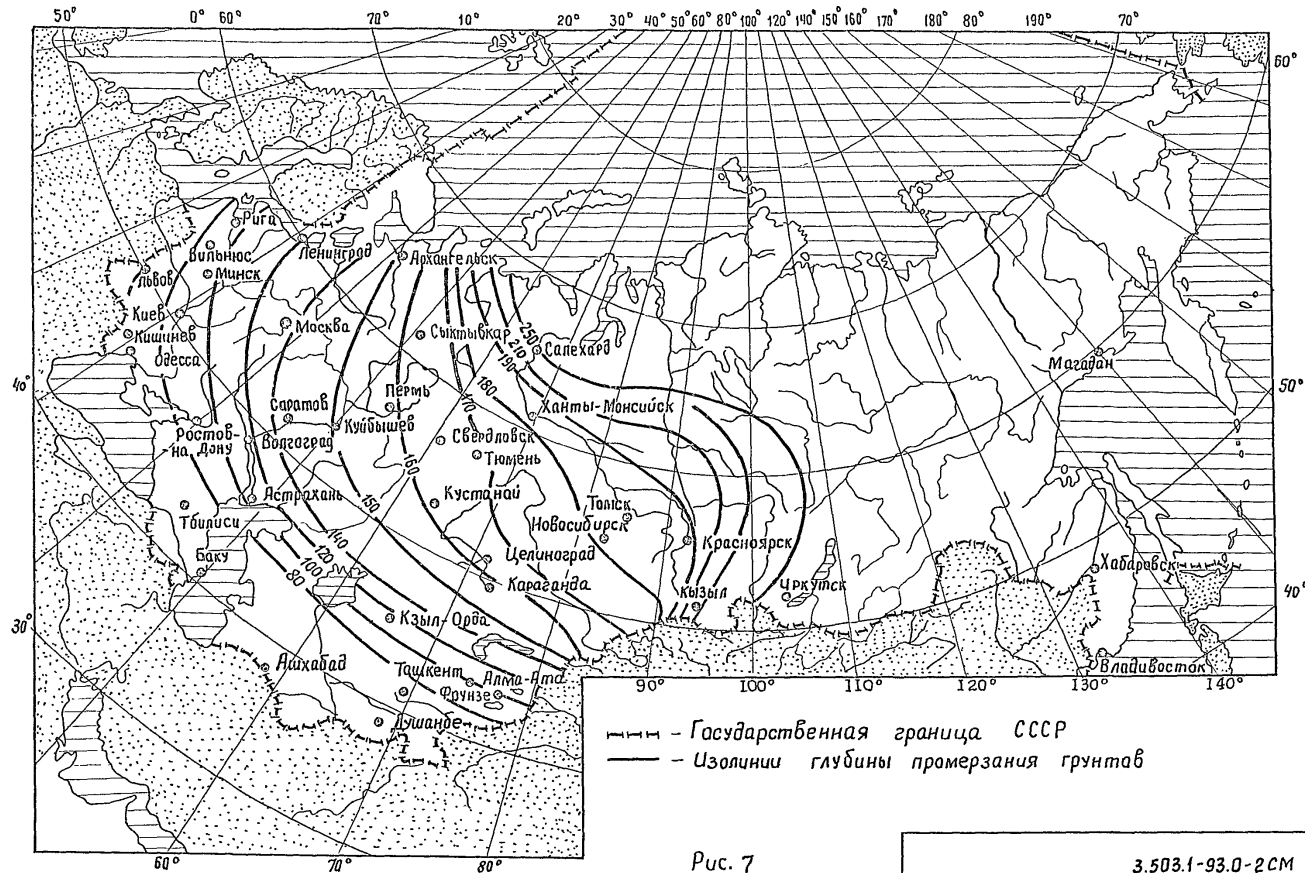 50° 0° 60° 70° 10° 20° 30° 40° 50° 60° 80° 100° 120° 140° 150° 160° 170° 180° 80° 190° 70°
60°
Рига
Вильнюс
Ленинград
Архангельск
Львов
Минск
Киев
Москва
Сыктывкар
Салехард
Кишинев
Одесса
Магадан
40°
50°
250
210
190
180
170
Пермь
Ханты-Монсийск
Саратов
Куйбышев
Ростов-
на Дону
Волгоград
Свердловск
Тюмень
160
Астрахань
150
Кустанай
Томск
Новосибирск
Красноярск
Тбилиси
Целиноград
Баку
140
120
100
80
Караганда
Кызыл
Чркутск
Хабаровск
40°
30°
Кзыл-Орда
Ашхабад
Ташкент
Алма-Ата
Фрунзе
Душанбе
Владивосток
90° 100° 110° 120° 130° 140°
- Государственная граница СССР
- Изолинии глубины промерзания грунтов
60° 70° 80°
Рис. 7
3.503.1-93.0-2СМ